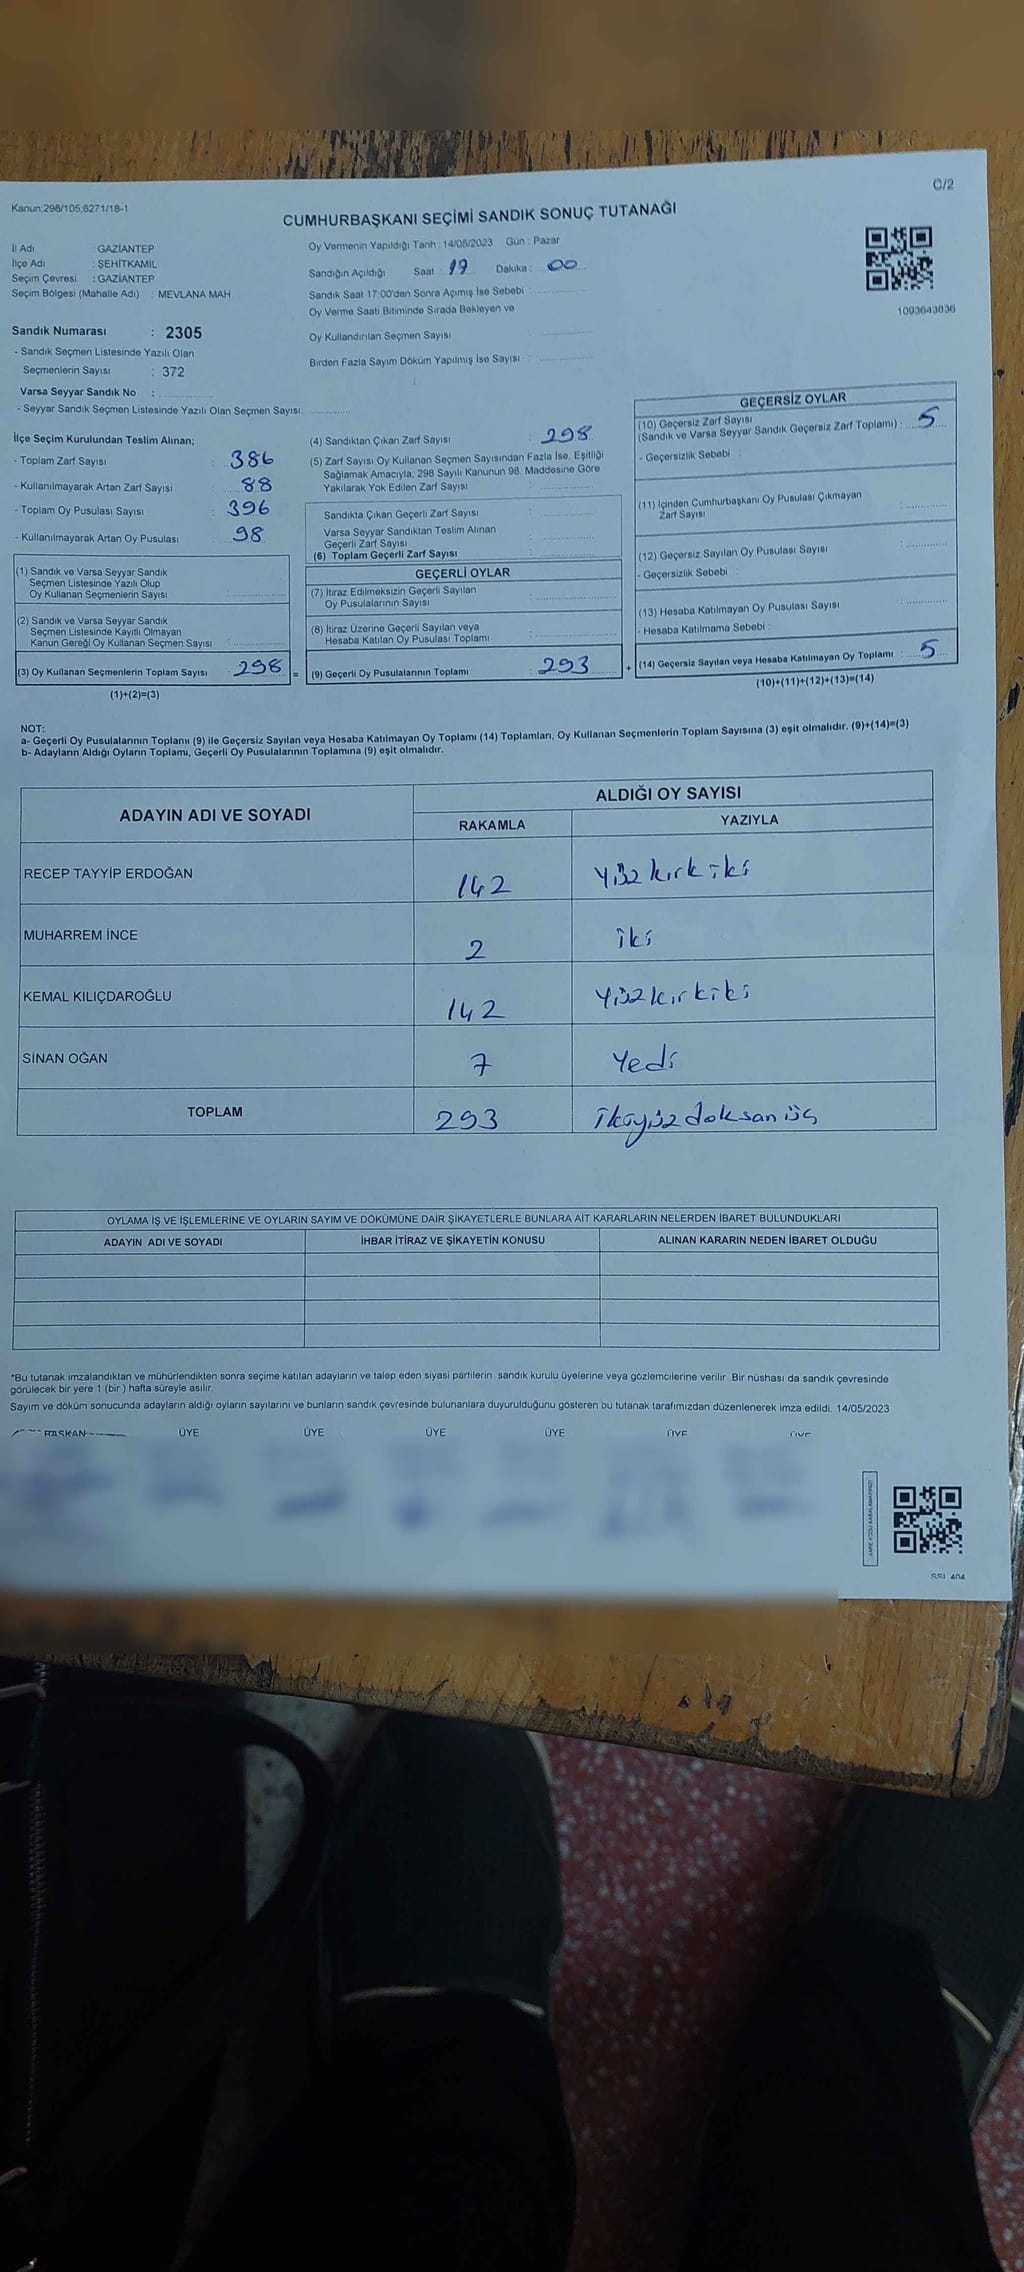 C/2
Kanun;298/105;6271/18-1
CUMHURBAŞKANI SEÇİMİ SANDIK SONUÇ TUTANAĞI
İl Adı : GAZİANTEP
İlçe Adı : ŞEHİTKAMİL
Seçim Çevresi : GAZİANTEP
Seçim Bölgesi (Mahalle Adı) : MEVLANA MAH
Sandık Numarası : 2305
- Sandık Seçmen Listesinde Yazılı Olan
Seçmenlerin Sayısı : 372
Varsa Seyyar Sandık No :
- Seyyar Sandık Seçmen Listesinde Yazılı Olan Seçmen Sayısı:
Oy Vermenin Yapıldığı Tarih : 14/05/2023 Gün : Pazar
Sandığın Açıldığı Saat : 19 Dakika : 00
Sandık Saat 17:00'den Sonra Açımış İse Sebebi :
Oy Verme Saati Bitiminde Sırada Bekleyen ve
Oy Kullandırılan Seçmen Sayısı :
Birden Fazla Sayım Döküm Yapılmış İse Sayısı :
1093643836
İlçe Seçim Kurulundan Teslim Alınan;
- Toplam Zarf Sayısı : 386
- Kullanılmayarak Artan Zarf Sayısı : 88
- Toplam Oy Pusulası Sayısı : 396
- Kullanılmayarak Artan Oy Pusulası : 98
(1) Sandık ve Varsa Seyyar Sandık
Seçmen Listesinde Yazılı Olup
Oy Kullanan Seçmenlerin Sayısı :
(2) Sandık ve Varsa Seyyar Sandık
Seçmen Listesinde Kayıtlı Olmayan
Kanun Gereği Oy Kullanan Seçmen Sayısı :
(3) Oy Kullanan Seçmenlerin Toplam Sayısı : 298
(1)+(2)=(3)
(4) Sandıktan Çıkan Zarf Sayısı : 298
(5) Zarf Sayısı Oy Kullanan Seçmen Sayısından Fazla İse, Eşitliği
Sağlamak Amacıyla, 298 Sayılı Kanunun 98. Maddesine Göre
Yakılarak Yok Edilen Zarf Sayısı :
Sandıkta Çıkan Geçerli Zarf Sayısı :
Varsa Seyyar Sandıktan Teslim Alınan
Geçerli Zarf Sayısı :
(6) Toplam Geçerli Zarf Sayısı :
GEÇERLİ OYLAR
(7) İtiraz Edilmeksizin Geçerli Sayılan
Oy Pusulalarının Sayısı :
(8) İtiraz Üzerine Geçerli Sayılan veya
Hesaba Katılan Oy Pusulası Toplamı :
= (9) Geçerli Oy Pusulalarının Toplamı : 293
GEÇERSİZ OYLAR
(10) Geçersiz Zarf Sayısı
(Sandık ve Varsa Seyyar Sandık Geçersiz Zarf Toplamı) : 5
- Geçersizlik Sebebi :
(11) İçinden Cumhurbaşkanı Oy Pusulası Çıkmayan
Zarf Sayısı :
(12) Geçersiz Sayılan Oy Pusulası Sayısı :
- Geçersizlik Sebebi :
(13) Hesaba Katılmayan Oy Pusulası Sayısı :
- Hesaba Katılmama Sebebi :
+ (14) Geçersiz Sayılan veya Hesaba Katılmayan Oy Toplamı : 5
(10)+(11)+(12)+(13)=(14)
NOT:
a- Geçerli Oy Pusulalarının Toplamı (9) ile Geçersiz Sayılan veya Hesaba Katılmayan Oy Toplamı (14) Toplamları, Oy Kullanan Seçmenlerin Toplam Sayısına (3) eşit olmalıdır. (9)+(14)=(3)
b- Adayların Aldığı Oyların Toplamı, Geçerli Oy Pusulalarının Toplamına (9) eşit olmalıdır.
ADAYIN ADI VE SOYADI ALDIĞI OY SAYISI
RAKAMLA YAZIYLA
RECEP TAYYİP ERDOĞAN 142 Yüz kırk iki
MUHARREM İNCE 2 iki
KEMAL KILIÇDAROĞLU 142 Yüzkırkiki
SİNAN OĞAN 7 Yedi
TOPLAM 293 ikiyüzdoksan üç
OYLAMA İŞ VE İŞLEMLERİNE VE OYLARIN SAYIM VE DÖKÜMÜNE DAİR ŞİKAYETLERLE BUNLARA AİT KARARLARIN NELERDEN İBARET BULUNDUKLARI
ADAYIN ADI VE SOYADI İHBAR İTİRAZ VE ŞİKAYETİN KONUSU ALINAN KARARIN NEDEN İBARET OLDUĞU
*Bu tutanak imzalandıktan ve mühürlendikten sonra seçime katılan adayların ve talep eden siyasi partilerin sandık kurulu üyelerine veya gözlemcilerine verilir .Bir nüshası da sandık çevresinde
görülecek bir yere 1 (bir ) hafta süreyle asılır.
Sayım ve döküm sonucunda adayların aldığı oyların sayılarını ve bunların sandık çevresinde bulunanlara duyurulduğunu gösteren bu tutanak tarafımızdan düzenlenerek imza edildi. 14/05/2023
BAŞKAN ÜYE ÜYE ÜYE ÜYE ÜYE ÜYE